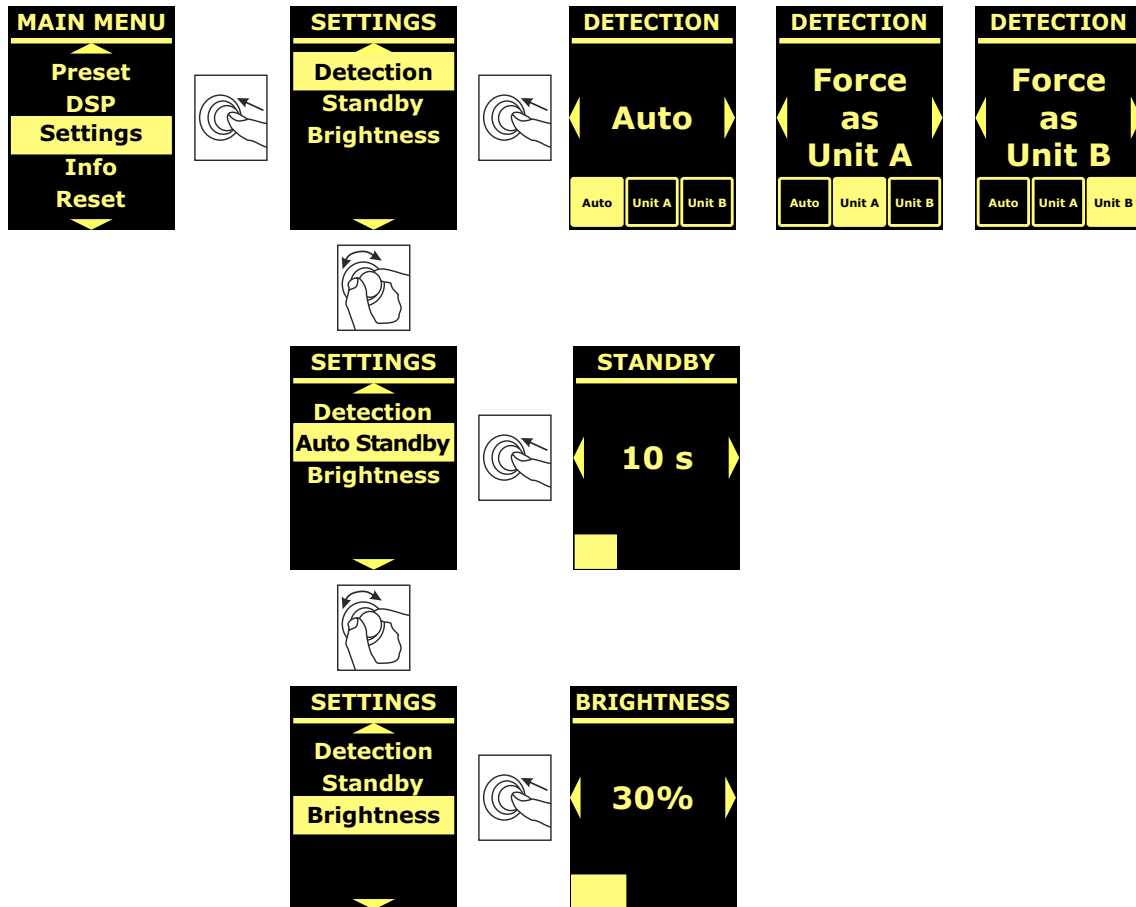 MAIN MENU
Preset
DSP
Settings
Info
Reset
SETTINGS
Detection
Standby
Brightness
DETECTION
Auto
Auto Unit A Unit B
DETECTION
Force
as
Unit A
Auto Unit A Unit B
DETECTION
Force
as
Unit B
Auto Unit A Unit B
SETTINGS
Detection
Auto Standby
Brightness
STANDBY
10 s
SETTINGS
Detection
Standby
Brightness
BRIGHTNESS
30%